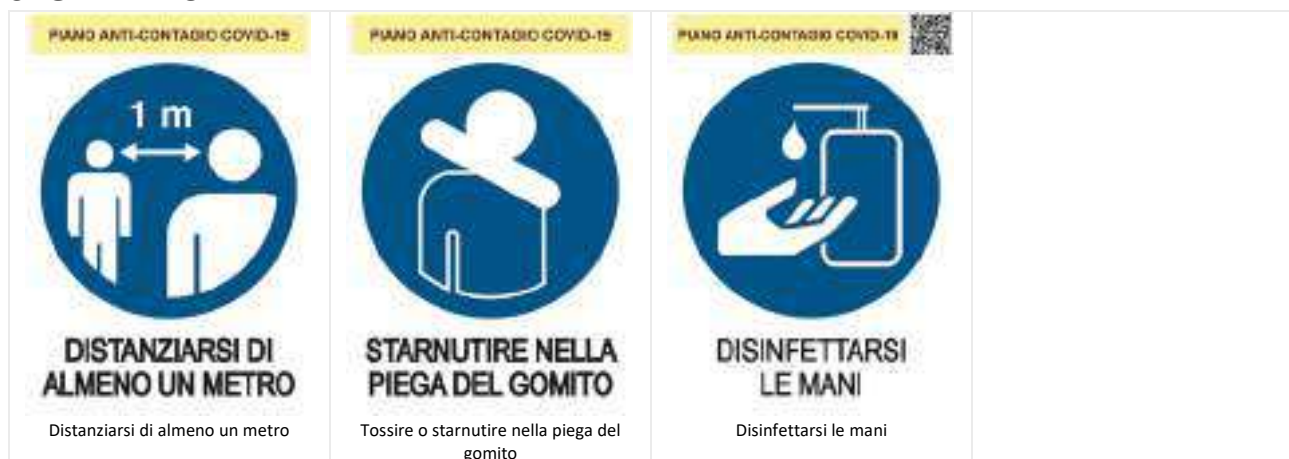 PIANO ANTI-CONTAGIO COVID-19
1 m
DISTANZIARSI DI
ALMENO UN METRO
Distanziarsi di almeno un metro
PIANO ANTI-CONTAGIO COVID-19
STARNUTIRE NELLA
PIEGA DEL GOMITO
Tossire o starnutire nella piega del
gomito
PIANO ANTI-CONTAGIO COVID-19
DISINFETTARSI
LE MANI
Disinfettarsi le mani